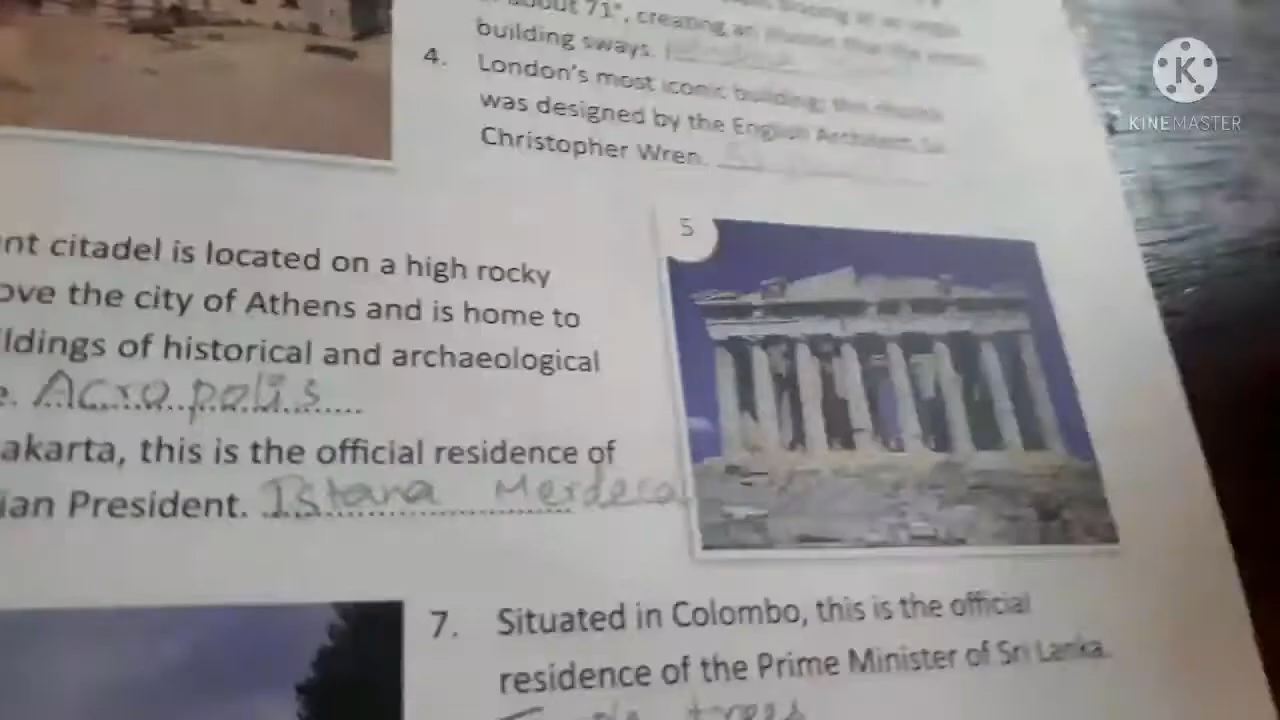 about 71°, creating an illusion that the
building sways.
4. London's most iconic building; this
was designed by the English Architect, Sir
Christopher Wren.
K
KINEMASTER
5
nt citadel is located on a high rocky
ove the city of Athens and is home to
ldings of historical and archaeological
e. Acropolis
akarta, this is the official residence of
ian President. Istana Merdeca
7. Situated in Colombo, this is the official
residence of the Prime Minister of Sri Lanka.
trees